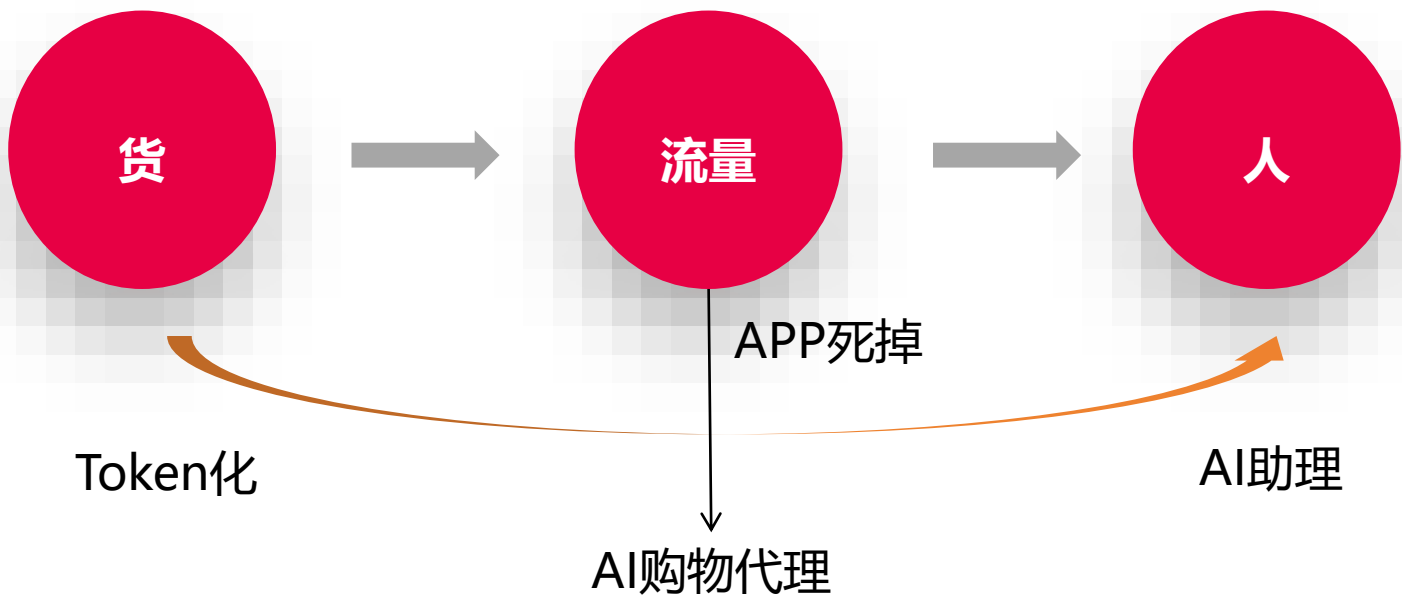 货
流量
人
APP死掉
Token化
AI助理
AI购物代理